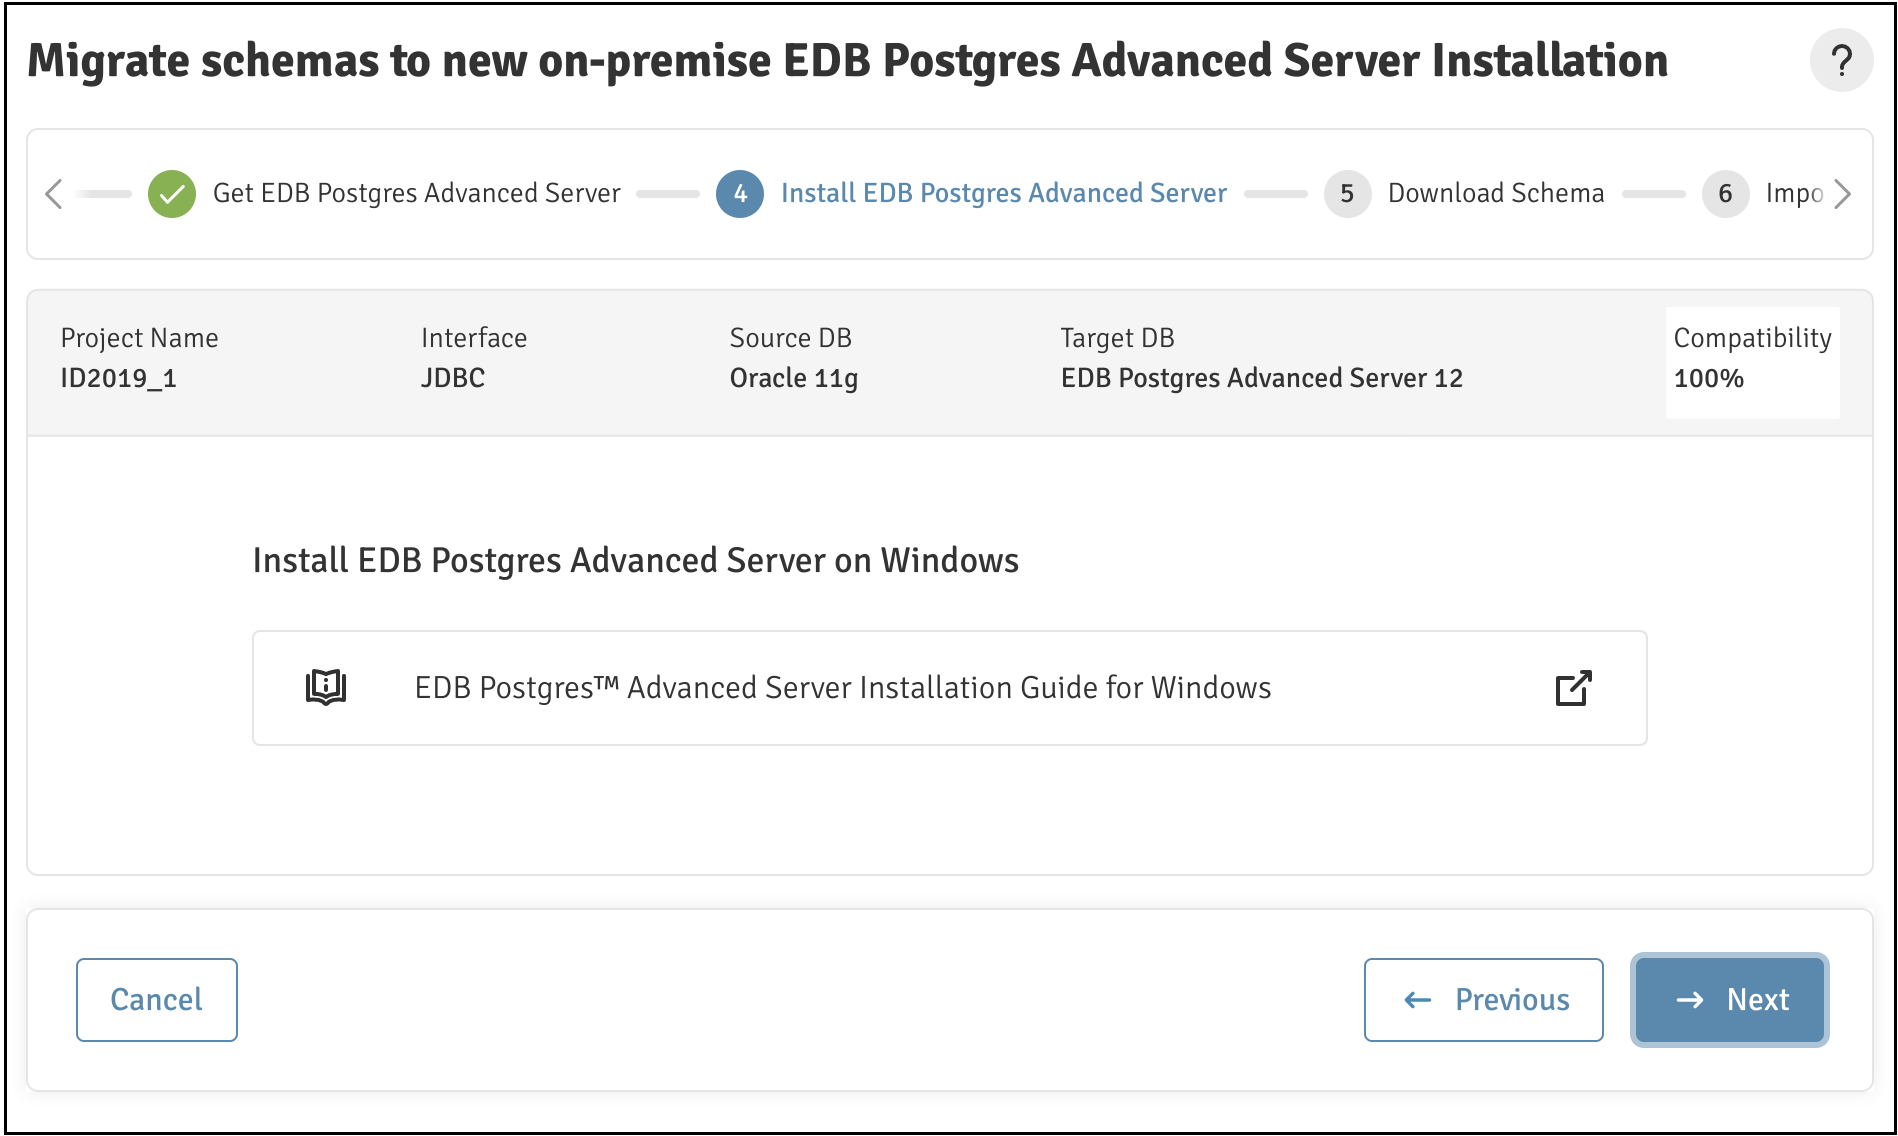 Migrate schemas to new on-premise EDB Postgres Advanced Server Installation
?
Get EDB Postgres Advanced Server
4 Install EDB Postgres Advanced Server
5 Download Schema
6 Impo
Project Name
ID2019_1
Interface
JDBC
Source DB
Oracle 11g
Target DB
EDB Postgres Advanced Server 12
Compatibility
100%
Install EDB Postgres Advanced Server on Windows
EDB Postgres™ Advanced Server Installation Guide for Windows
Cancel
← Previous
→ Next